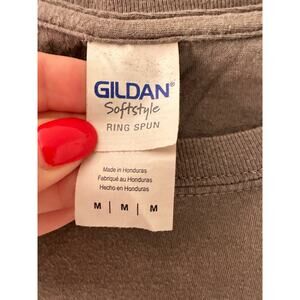 GILDAN®
Softstyle
RING SPUN
Made in Honduras
Fabriqué au Honduras
Hecho en Honduras
M | M | M